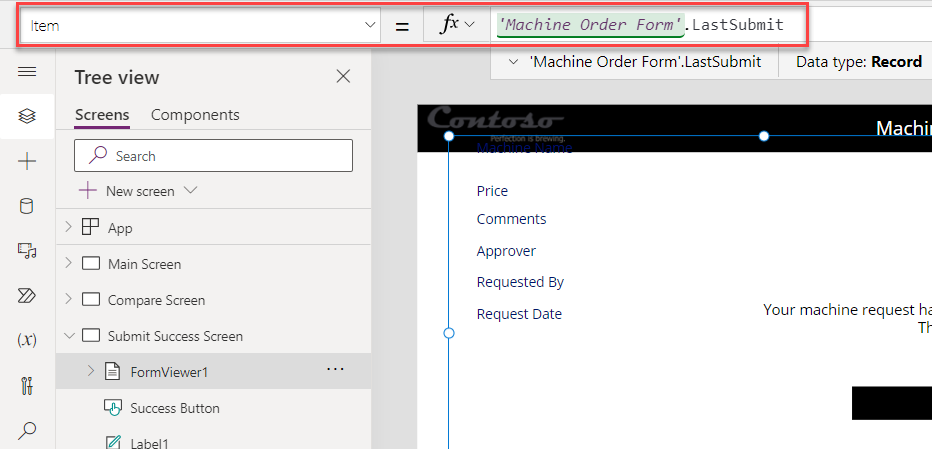 Item
=
fx
'Machine Order Form'.LastSubmit
'Machine Order Form'.LastSubmit
Data type: Record
Tree view
Screens
Components
Search
New screen
App
Main Screen
Compare Screen
Submit Success Screen
FormViewer1
...
Success Button
Label1
(x)
Contoso
Perfection is brewing.
Machin
Machine Name
Price
Comments
Approver
Requested By
Request Date
Your machine request ha
Th